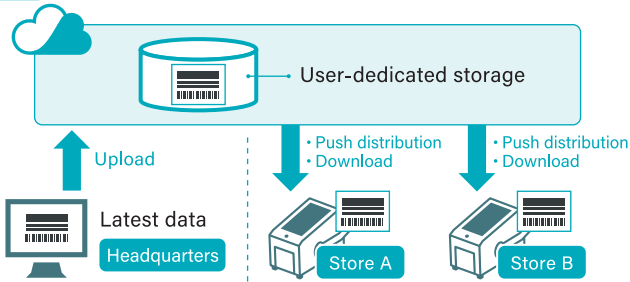 User-dedicated storage
Upload
• Push distribution
• Download
• Push distribution
• Download
Latest data
Headquarters
Store A
Store B